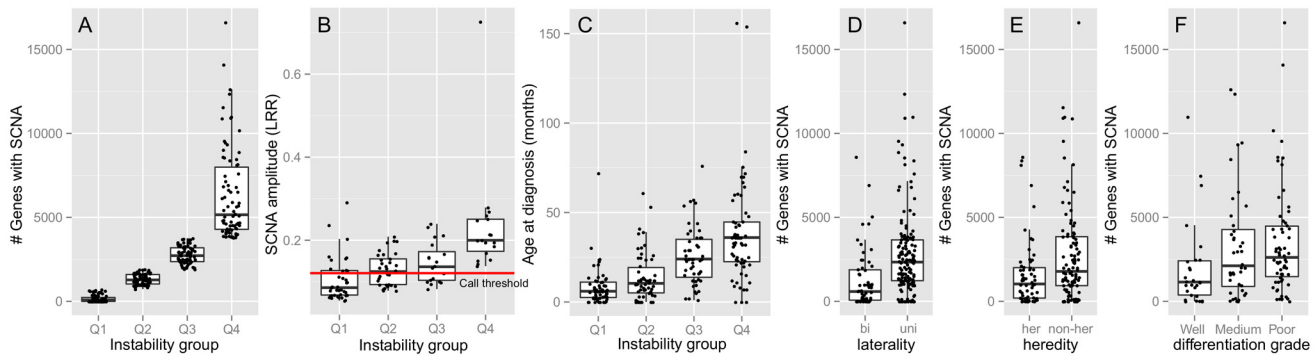 A
# Genes with SCNA
15000
10000
5000
0
Q1 Q2 Q3 Q4
Instability group
B
SCNA amplitude (LRR)
0.6
0.4
0.2
Call threshold
Q1 Q2 Q3 Q4
Instability group
C
Age at diagnosis (months)
150
100
50
0
Q1 Q2 Q3 Q4
Instability group
D
# Genes with SCNA
15000
10000
5000
0
bi uni
laterality
E
# Genes with SCNA
15000
10000
5000
0
her non-her
heredity
F
# Genes with SCNA
15000
10000
5000
0
Well Medium Poor
differentiation grade